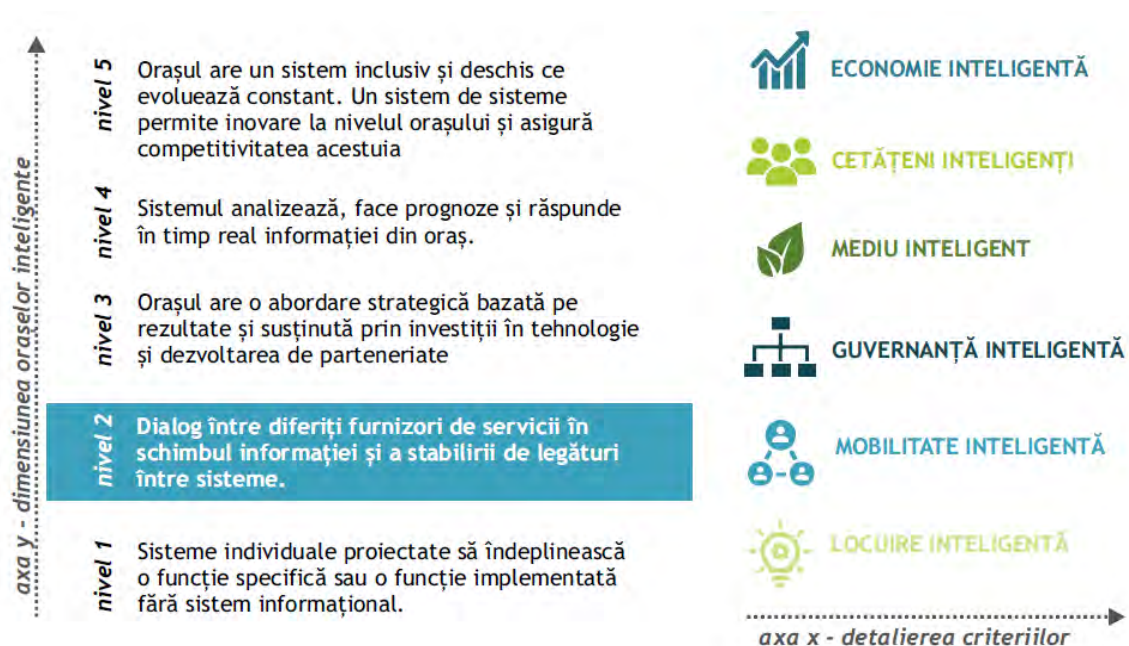 axa y - dimensiunea orașelor inteligente
nivel 5
Orașul are un sistem inclusiv și deschis ce
evoluează constant. Un sistem de sisteme
permite inovare la nivelul orașului și asigură
competitivitatea acestuia
nivel 4
Sistemul analizează, face prognoze și răspunde
în timp real informației din oraș.
nivel 3
Orașul are o abordare strategică bazată pe
rezultate și susținută prin investiții în tehnologie
și dezvoltarea de parteneriate
nivel 2
Dialog între diferiți furnizori de servicii în
schimbul informației și a stabilirii de legături
între sisteme.
nivel 1
Sisteme individuale proiectate să îndeplinească
o funcție specifică sau o funcție implementată
fără sistem informațional.
ECONOMIE INTELIGENTĂ
CETĂȚENI INTELIGENȚI
MEDIU INTELIGENT
GUVERNANȚĂ INTELIGENTĂ
MOBILITATE INTELIGENTĂ
LOCUIRE INTELIGENTĂ
axa x - detalierea criteriilor